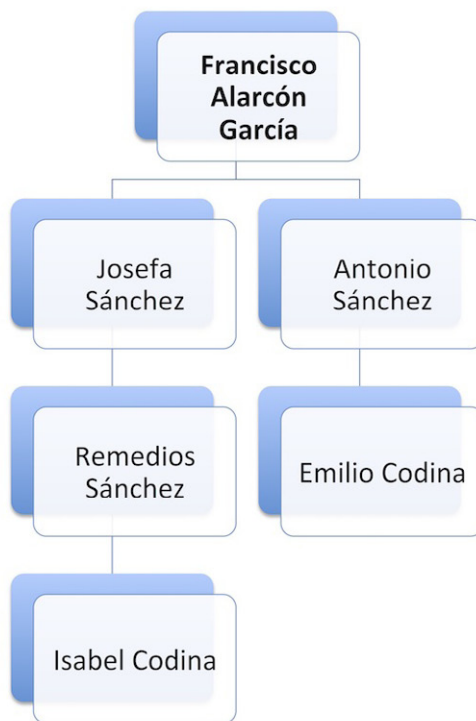 Francisco
Alarcón
García
Josefa
Sánchez
Antonio
Sánchez
Remedios
Sánchez
Emilio Codina
Isabel Codina